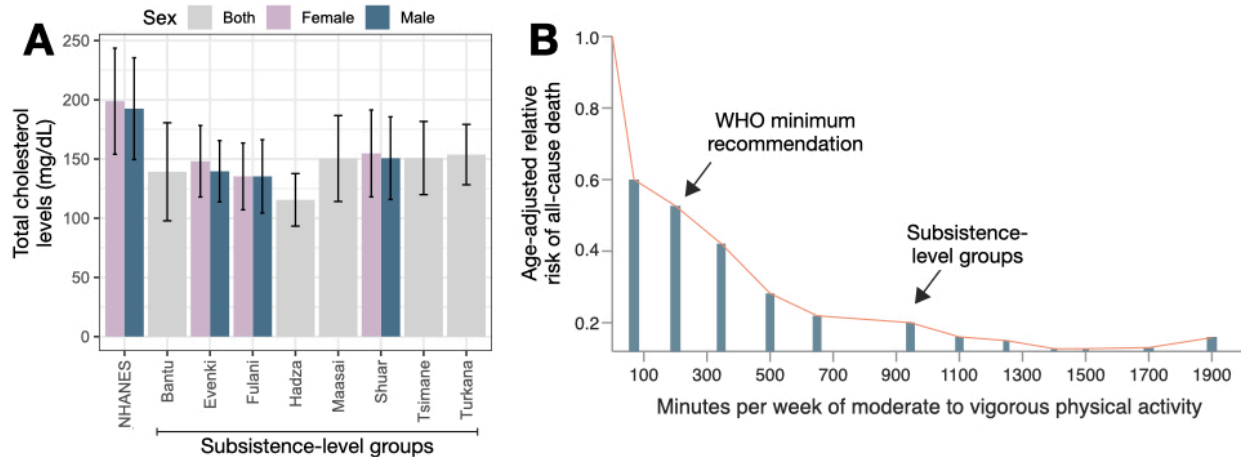 A
Sex Both Female Male
Total cholesterol
levels (mg/dL)
250
200
150
100
50
0
NHANES
Bantu
Evenki
Fulani
Hadza
Maasai
Shuar
Tsimane
Turkana
Subsistence-level groups
B
Age-adjusted relative
risk of all-cause death
1.0
0.8
0.6
0.4
0.2
WHO minimum
recommendation
Subsistence-
level groups
100 300 500 700 900 1100 1300 1500 1700 1900
Minutes per week of moderate to vigorous physical activity